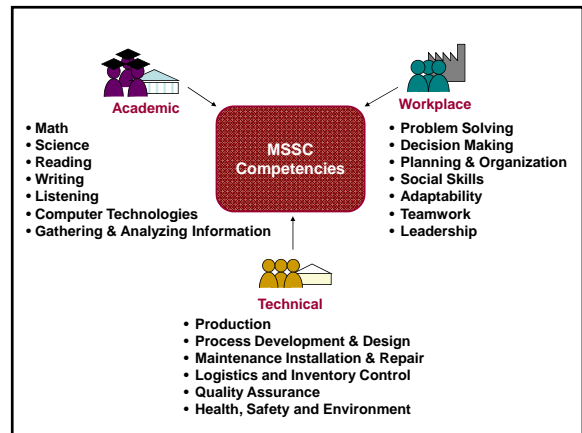 Academic
• Math
• Science
• Reading
• Writing
• Listening
• Computer Technologies
• Gathering & Analyzing Information
MSSC
Competencies
Workplace
• Problem Solving
• Decision Making
• Planning & Organization
• Social Skills
• Adaptability
• Teamwork
• Leadership
Technical
• Production
• Process Development & Design
• Maintenance Installation & Repair
• Logistics and Inventory Control
• Quality Assurance
• Health, Safety and Environment